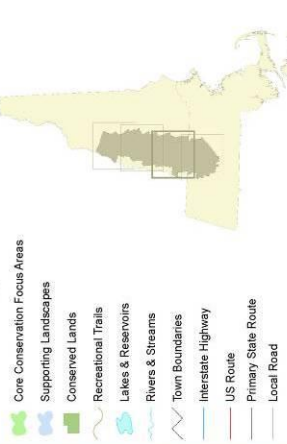 Core Conservation Focus Areas
Supporting Landscapes
Conserved Lands
Recreational Trails
Lakes & Reservoirs
Rivers & Streams
Town Boundaries
Interstate Highway
US Route
Primary State Route
Local Road